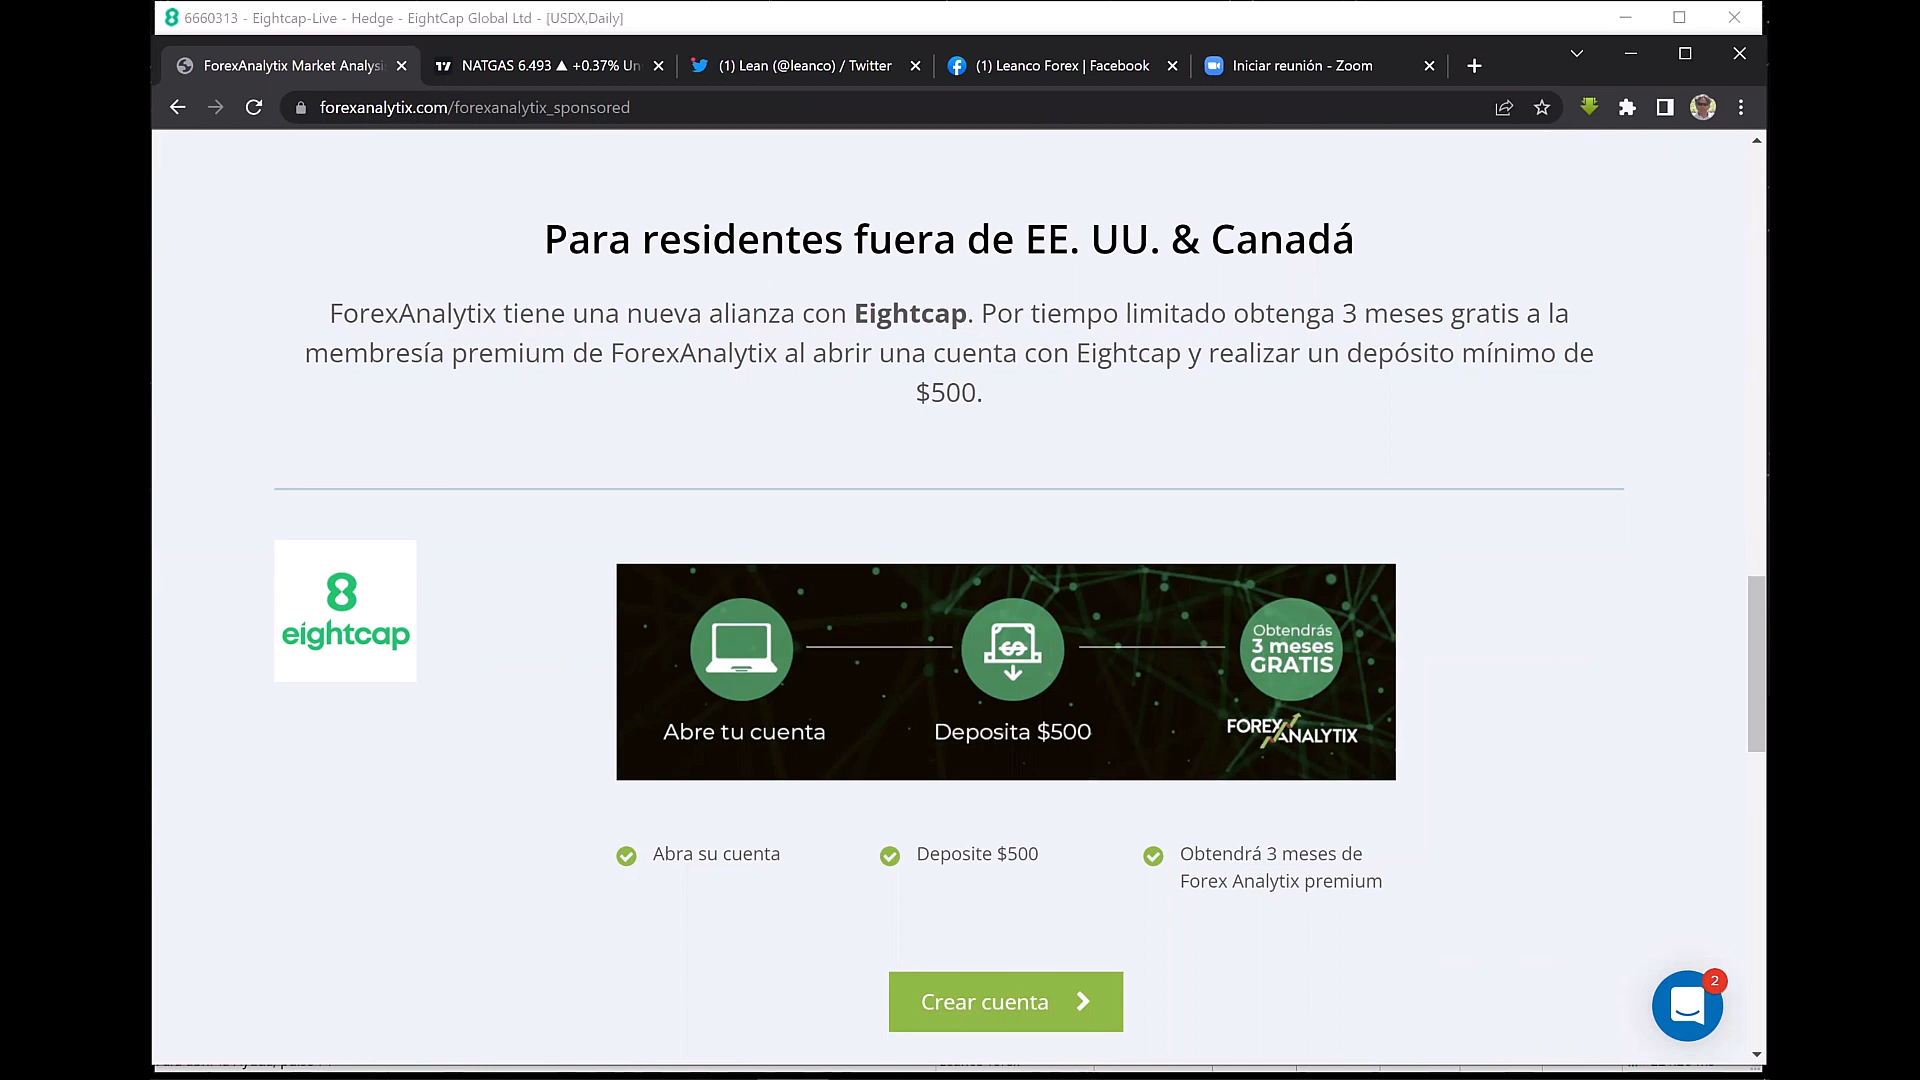 6660313 - Eightcap-Live - Hedge - EightCap Global Ltd - [USDX,Daily]
ForexAnalytix Market Analysi
NATGAS 6.493 ▲ +0.37% Un
(1) Lean (@leanco) / Twitter
(1) Leanco Forex | Facebook
Iniciar reunión - Zoom
forexanalytix.com/forexanalytix_sponsored
Para residentes fuera de EE. UU. & Canadá
ForexAnalytix tiene una nueva alianza con Eightcap. Por tiempo limitado obtenga 3 meses gratis a la
membresía premium de ForexAnalytix al abrir una cuenta con Eightcap y realizar un depósito mínimo de
$500.
8
eightcap
Obtendrás
3 meses
GRATIS
Abre tu cuenta
Deposita $500
FOREX
ANALYTIX
Abra su cuenta
Deposite $500
Obtendrá 3 meses de
Forex Analytix premium
Crear cuenta
2